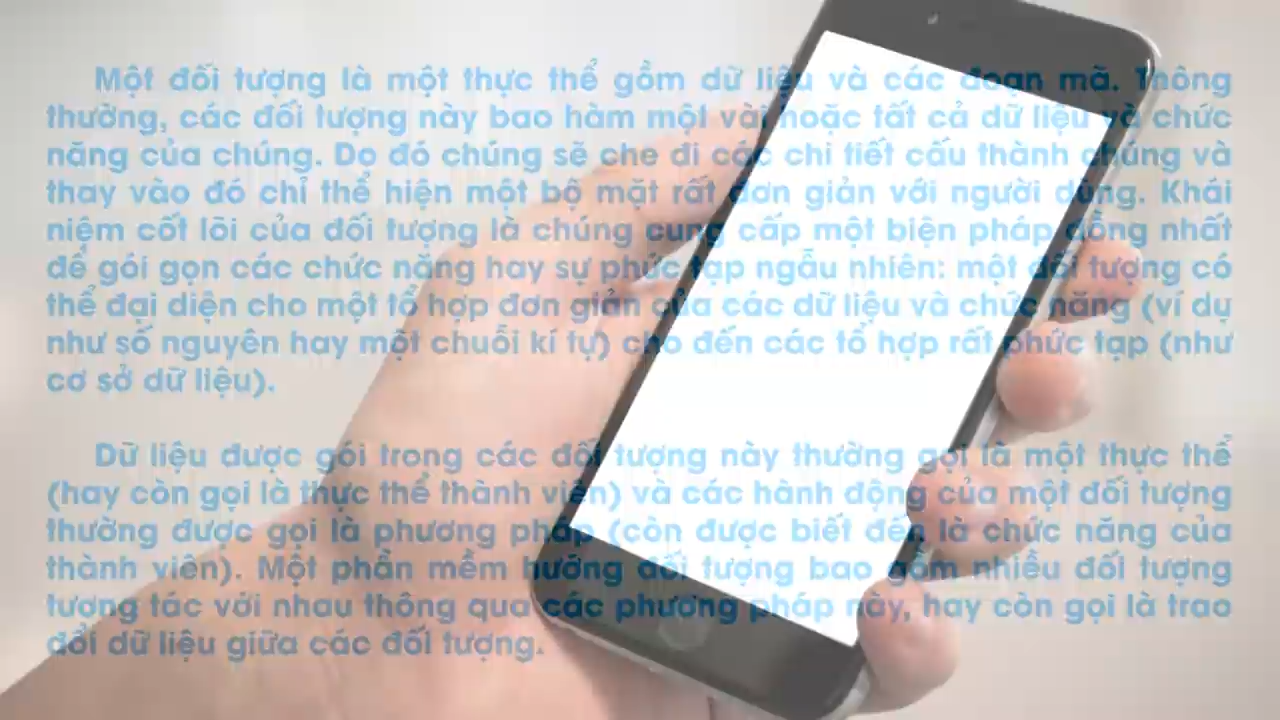 Một đối tượng là một thực thể gồm dữ liệu và các đoạn mã. Thông
thường, các đối tượng này bao hàm một vài hoặc tất cả dữ liệu và chức
năng của chúng. Do đó chúng sẽ che đi các chi tiết cấu thành chúng và
thay vào đó chỉ thể hiện một bộ mặt rất đơn giản với người dùng. Khái
niệm cốt lõi của đối tượng là chúng cung cấp một biện pháp đồng nhất
để gói gọn các chức năng hay sự phức tạp ngẫu nhiên: một đối tượng có
thể đại diện cho một tổ hợp đơn giản của các dữ liệu và chức năng (ví dụ
như số nguyên hay một chuỗi kí tự) cho đến các tổ hợp rất phức tạp (như
cơ sở dữ liệu).
Dữ liệu được gói trong các đối tượng này thường gọi là một thực thể
(hay còn gọi là thực thể thành viên) và các hành động của một đối tượng
thường được gọi là phương pháp (còn được biết đến là chức năng của
thành viên). Một phần mềm hướng đối tượng bao gồm nhiều đối tượng
tương tác với nhau thông qua các phương pháp này, hay còn gọi là trao
đổi dữ liệu giữa các đối tượng.